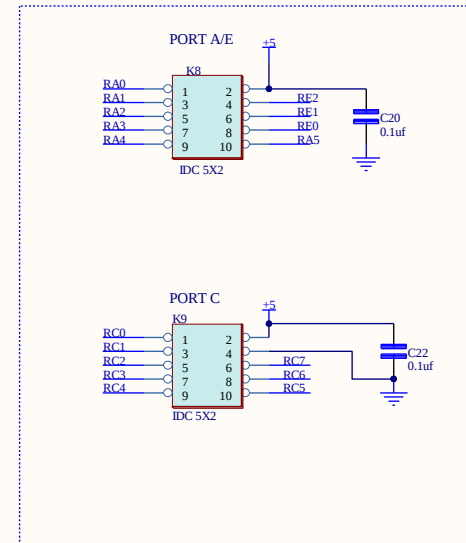 PORT A/E
+5
K8
RA0 1 2
RA1 3 4 RE2
RA2 5 6 RE1
RA3 7 8 RE0
RA4 9 10 RA5
C20
0.1uf
IDC 5X2
PORT C
+5
K9
RC0 1 2
RC1 3 4
RC2 5 6 RC7
RC3 7 8 RC6
RC4 9 10 RC5
C22
0.1uf
IDC 5X2